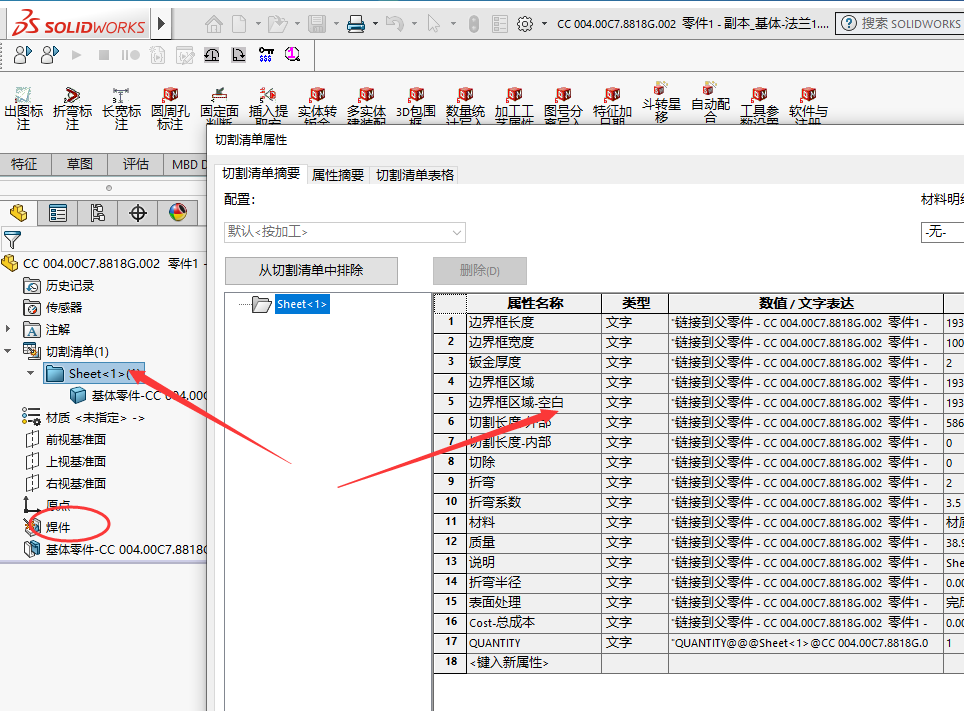 SOLIDWORKS
CC 004.00C7.8818G.002 零件1 - 副本_基体-法兰1....
搜索 SOLIDWORKS
出图标注
折弯标注
长宽标注
圆周孔标注
固定面
插入提
实体转
多实体
3D包围框
数量统
加工工
图号分
特征加
斗转星移
自动配合
工具参
软件与
特征
草图
评估
MBD D
CC 004.00C7.8818G.002 零件1 -
历史记录
传感器
注解
切割清单(1)
Sheet<1>(1)
基体零件-CC 004.00C
材质 <未指定> ->
前视基准面
上视基准面
右视基准面
原点
焊件
基体零件-CC 004.00C7.8818G
切割清单属性
切割清单摘要
属性摘要
切割清单表格
配置:
材料明细
默认<按加工>
-无-
从切割清单中排除
删除(D)
Sheet<1>
属性名称 类型 数值 / 文字表达
1 边界框长度 文字 "链接到父零件 - CC 004.00C7.8818G.002 零件1 - 193
2 边界框宽度 文字 "链接到父零件 - CC 004.00C7.8818G.002 零件1 - 100
3 钣金厚度 文字 "链接到父零件 - CC 004.00C7.8818G.002 零件1 - 2
4 边界框区域 文字 "链接到父零件 - CC 004.00C7.8818G.002 零件1 - 193
5 边界框区域-空白 文字 "链接到父零件 - CC 004.00C7.8818G.002 零件1 - 193
6 切割长度-外部 文字 "链接到父零件 - CC 004.00C7.8818G.002 零件1 - 586
7 切割长度-内部 文字 "链接到父零件 - CC 004.00C7.8818G.002 零件1 - 0
8 切除 文字 "链接到父零件 - CC 004.00C7.8818G.002 零件1 - 0
9 折弯 文字 "链接到父零件 - CC 004.00C7.8818G.002 零件1 - 2
10 折弯系数 文字 "链接到父零件 - CC 004.00C7.8818G.002 零件1 - 3.5
11 材料 文字 "链接到父零件 - CC 004.00C7.8818G.002 零件1 - 材质
12 质量 文字 "链接到父零件 - CC 004.00C7.8818G.002 零件1 - 38.9
13 说明 文字 "链接到父零件 - CC 004.00C7.8818G.002 零件1 - She
14 折弯半径 文字 "链接到父零件 - CC 004.00C7.8818G.002 零件1 - 0.00
15 表面处理 文字 "链接到父零件 - CC 004.00C7.8818G.002 零件1 - 完成
16 Cost-总成本 文字 "链接到父零件 - CC 004.00C7.8818G.002 零件1 - 0.00
17 QUANTITY 文字 "QUANTITY@@@Sheet<1>@CC 004.00C7.8818G.0 1
18 <键入新属性>